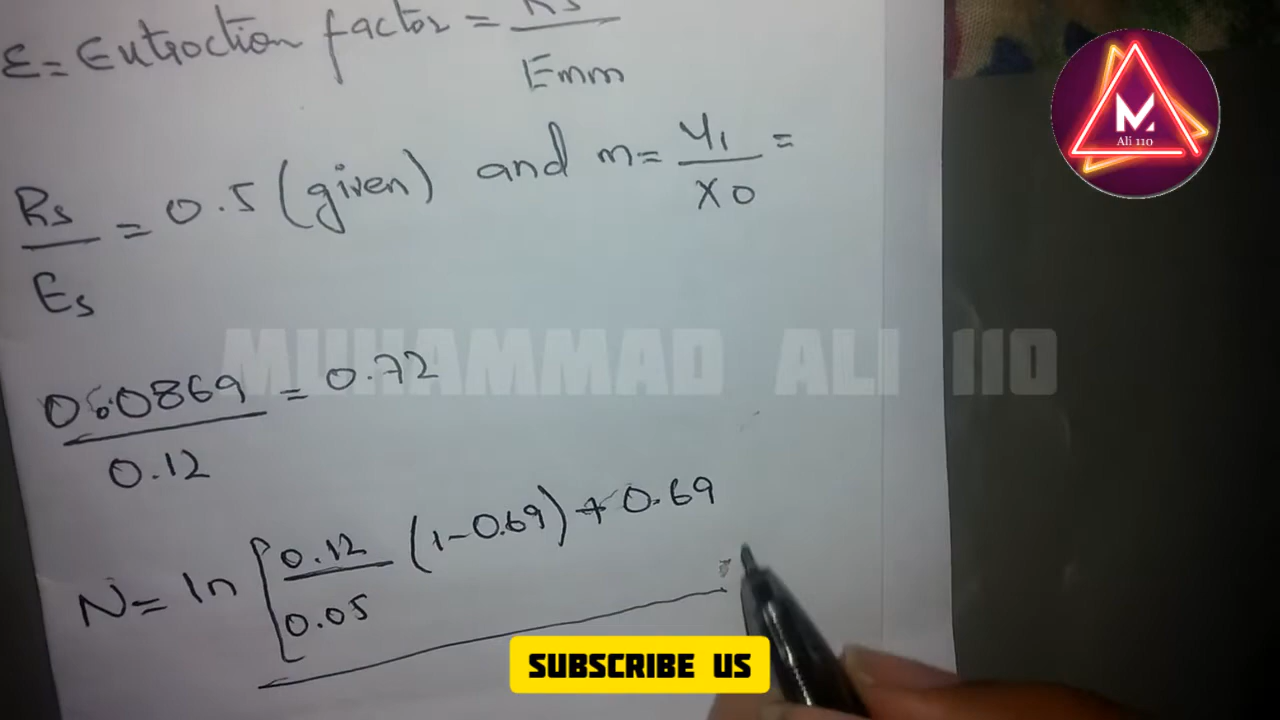 ε = Extroction factor = Rs
Emm
Rs = 0.5 (given) and m = Y1 =
Es X0
0.0869 = 0.72
0.12
N = ln [ 0.12 (1-0.69) + 0.69
0.05
M
Ali 110
MUHAMMAD ALI 110
SUBSCRIBE US